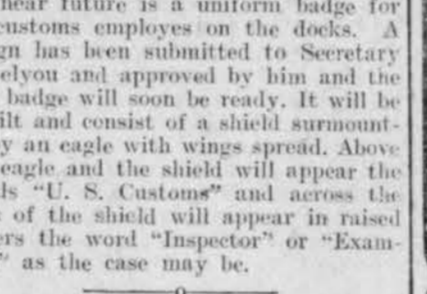 near future is a uniform badge for
customs employes on the docks. A
gn has been submitted to Secretary
elyou and approved by him and the
badge will soon be ready. It will be
ilt and consist of a shield surmount-
y an eagle with wings spread. Above
eagle and the shield will appear the
ds "U. S. Customs" and across the
of the shield will appear in raised
ers the word "Inspector" or "Exam-
" as the case may be.